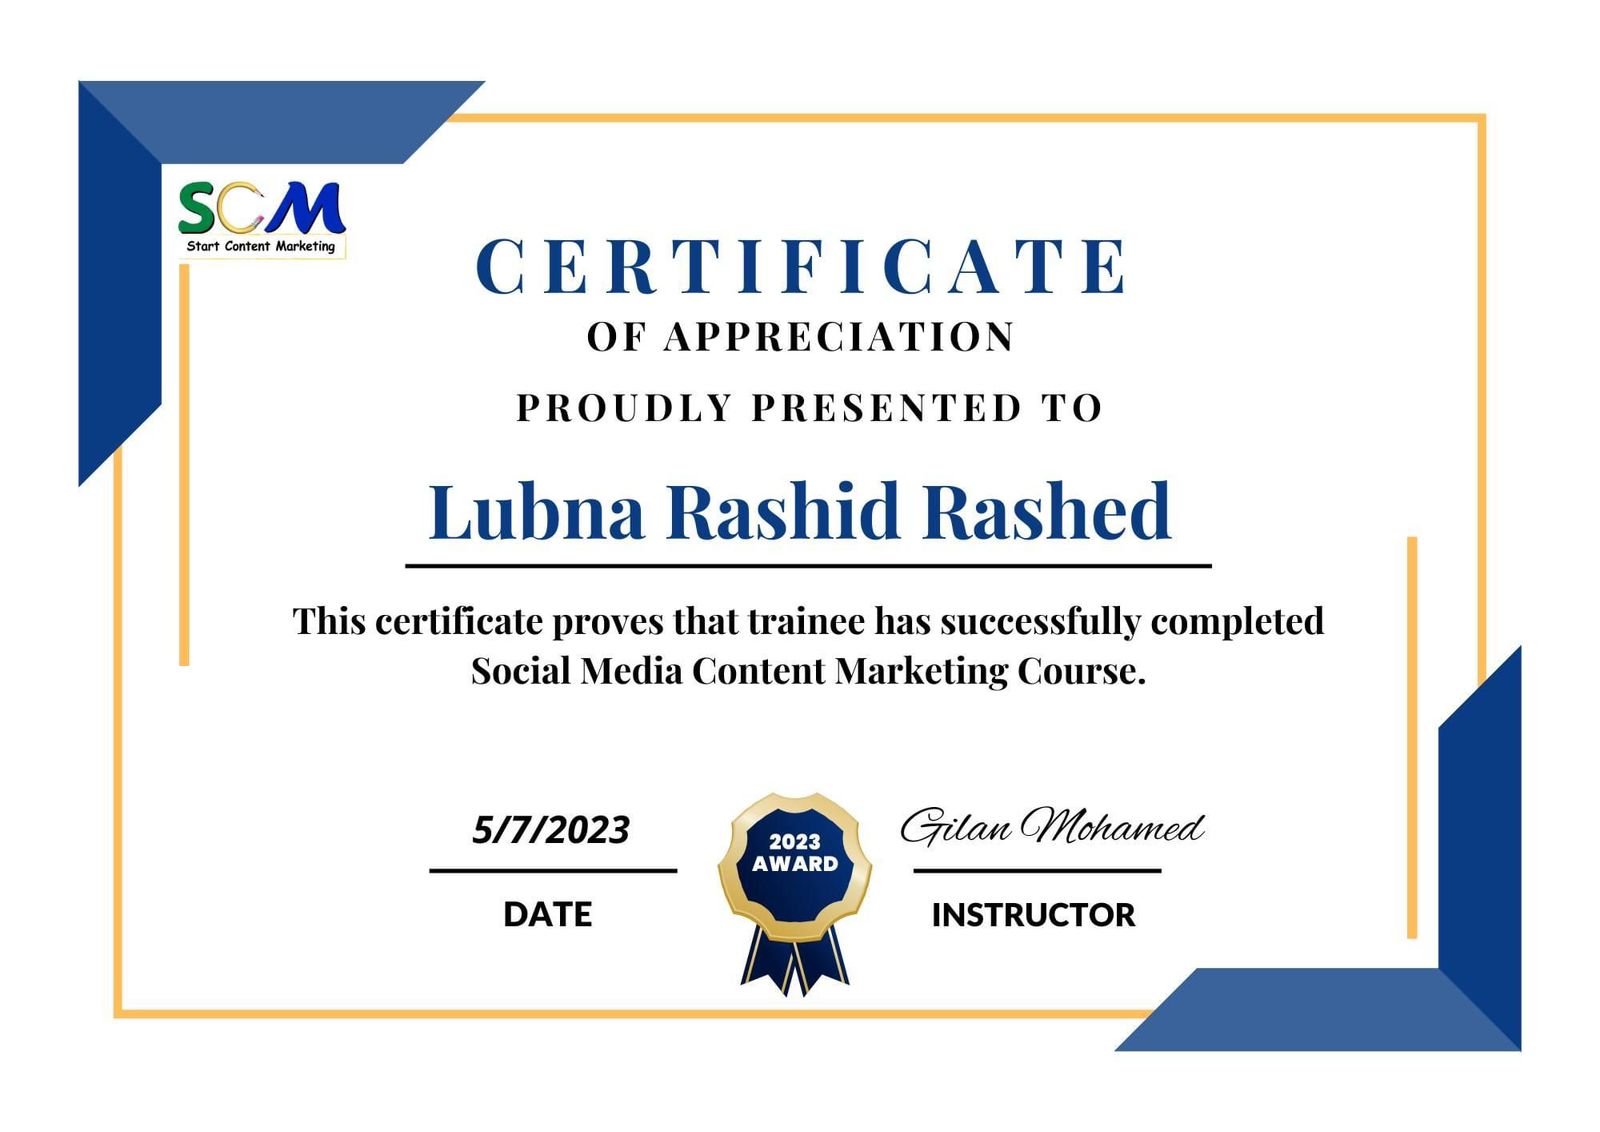 SCM
Start Content Marketing
CERTIFICATE
OF APPRECIATION
PROUDLY PRESENTED TO
Lubna Rashid Rashed
This certificate proves that trainee has successfully completed
Social Media Content Marketing Course.
5/7/2023
DATE
2023
AWARD
Gilan Mohamed
INSTRUCTOR